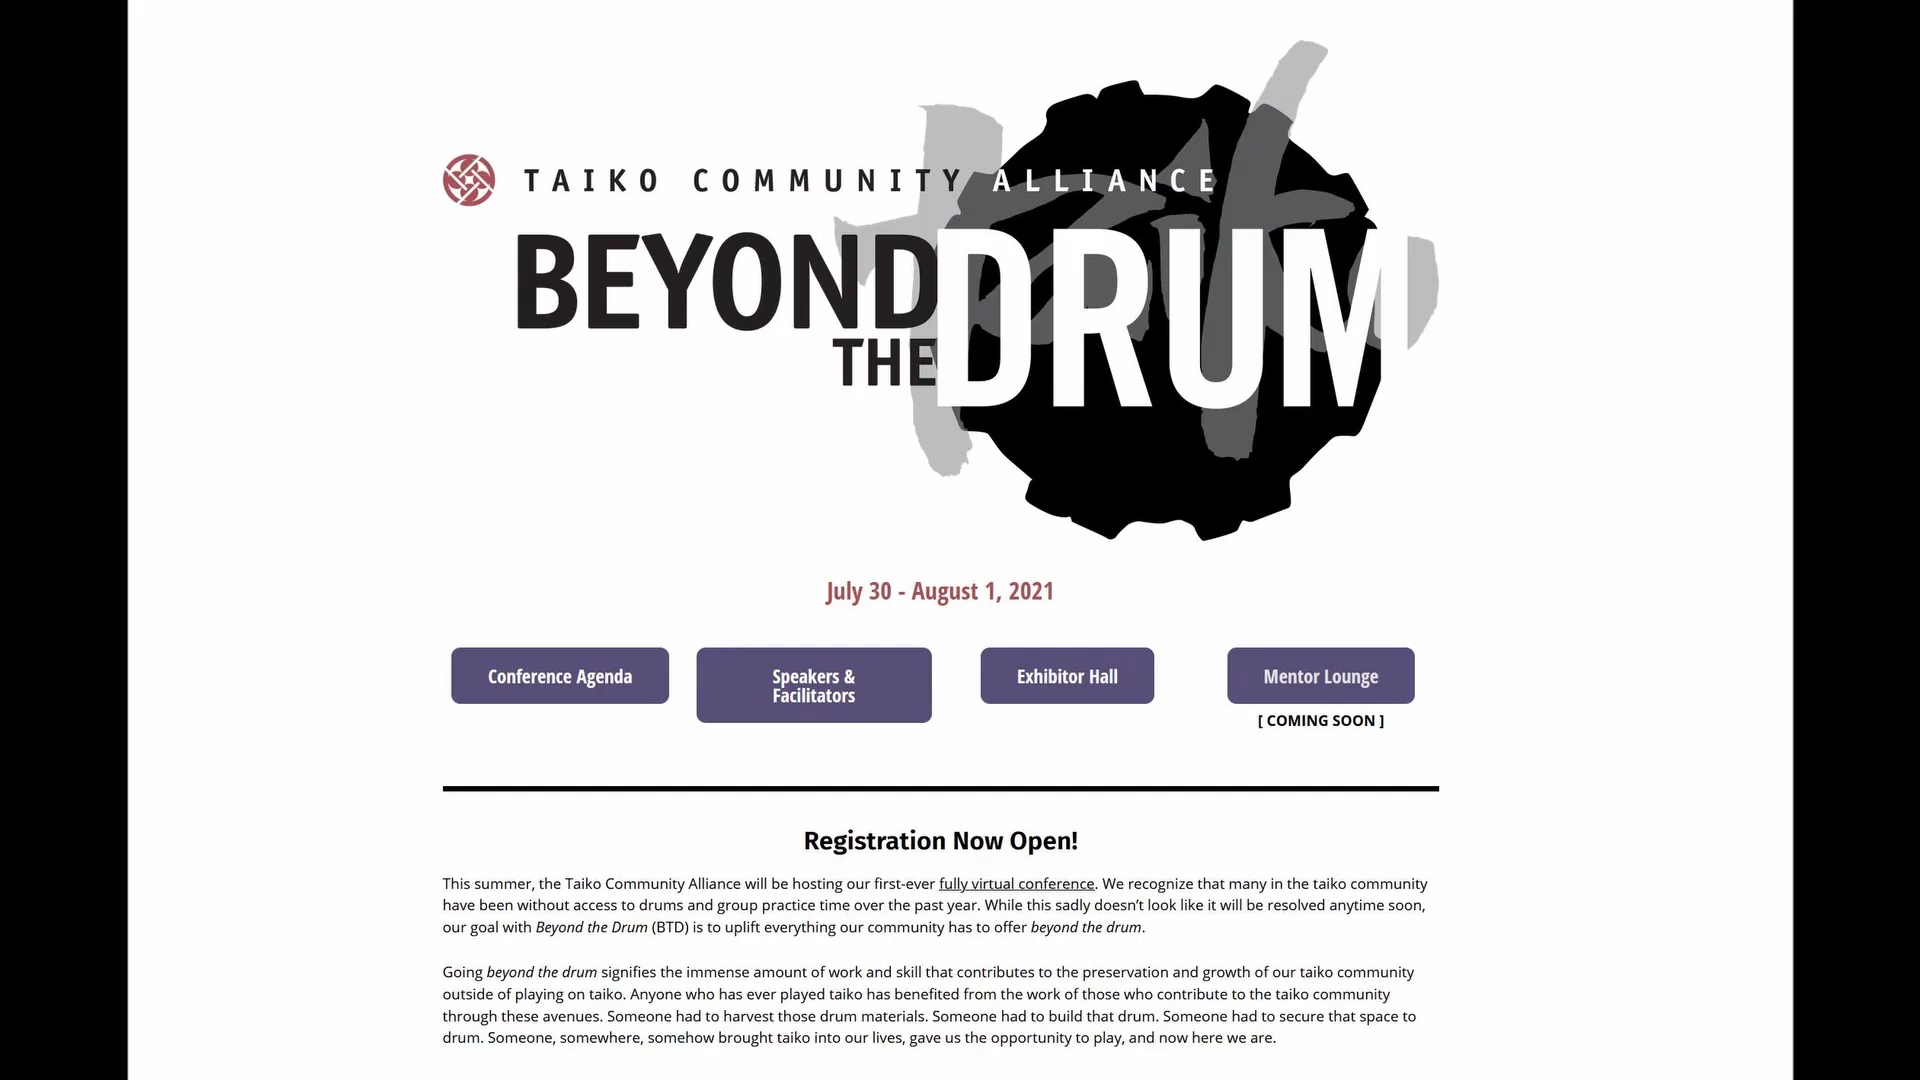 TAIKO COMMUNITY ALLIANCE
BEYOND
THE
DRUM
taiko
July 30 - August 1, 2021
Conference Agenda
Speakers &
Facilitators
Exhibitor Hall
Mentor Lounge
[ COMING SOON ]
Registration Now Open!
This summer, the Taiko Community Alliance will be hosting our first-ever fully virtual conference. We recognize that many in the taiko community
have been without access to drums and group practice time over the past year. While this sadly doesn’t look like it will be resolved anytime soon,
our goal with Beyond the Drum (BTD) is to uplift everything our community has to offer beyond the drum.
Going beyond the drum signifies the immense amount of work and skill that contributes to the preservation and growth of our taiko community
outside of playing on taiko. Anyone who has ever played taiko has benefited from the work of those who contribute to the taiko community
through these avenues. Someone had to harvest those drum materials. Someone had to build that drum. Someone had to secure that space to
drum. Someone, somewhere, somehow brought taiko into our lives, gave us the opportunity to play, and now here we are.